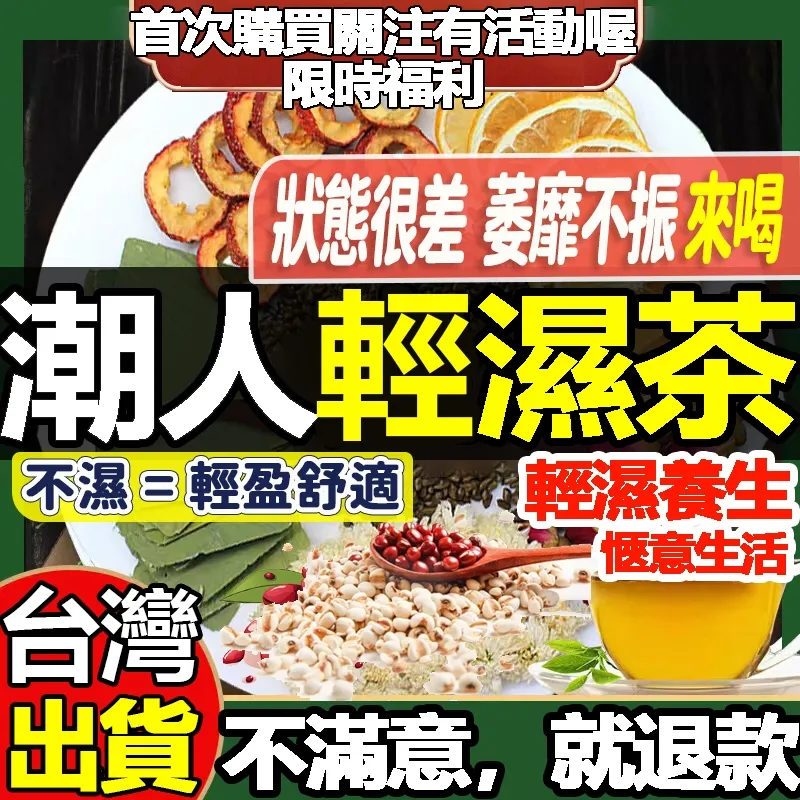 首次購買關注有活動喔
限時福利
狀態很差 萎靡不振 來喝
潮人輕濕茶
不濕=輕盈舒適
輕濕養生
愜意生活
台灣
出貨
不滿意，就退款